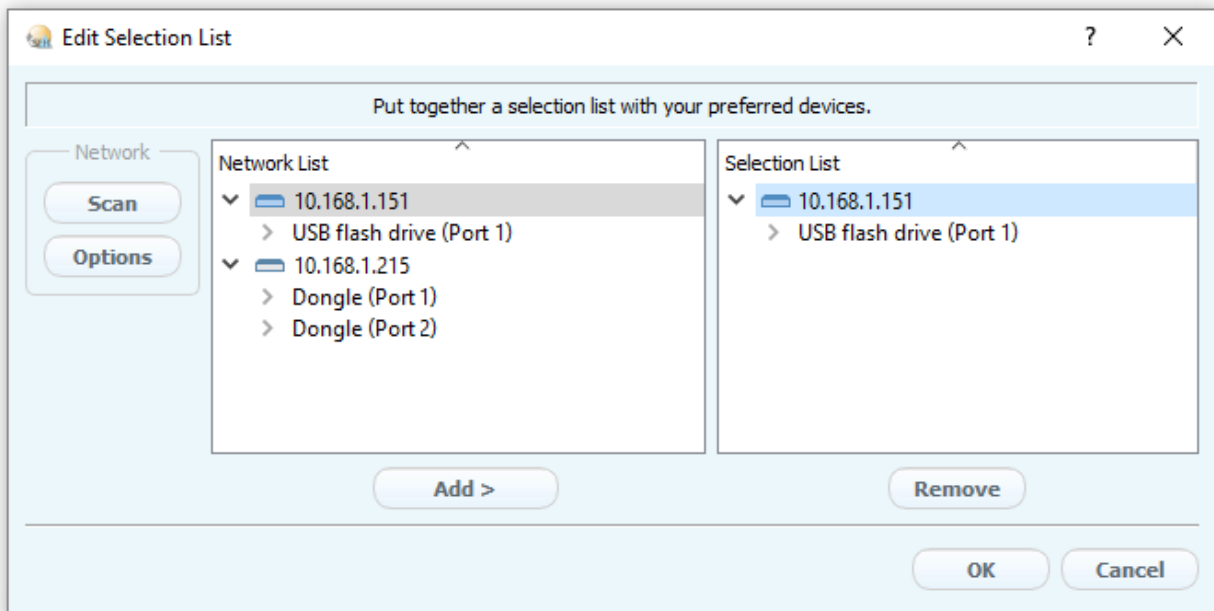 Edit Selection List
?
Put together a selection list with your preferred devices.
Network
Scan
Options
Network List
10.168.1.151
USB flash drive (Port 1)
10.168.1.215
Dongle (Port 1)
Dongle (Port 2)
Add >
Selection List
10.168.1.151
USB flash drive (Port 1)
Remove
OK
Cancel